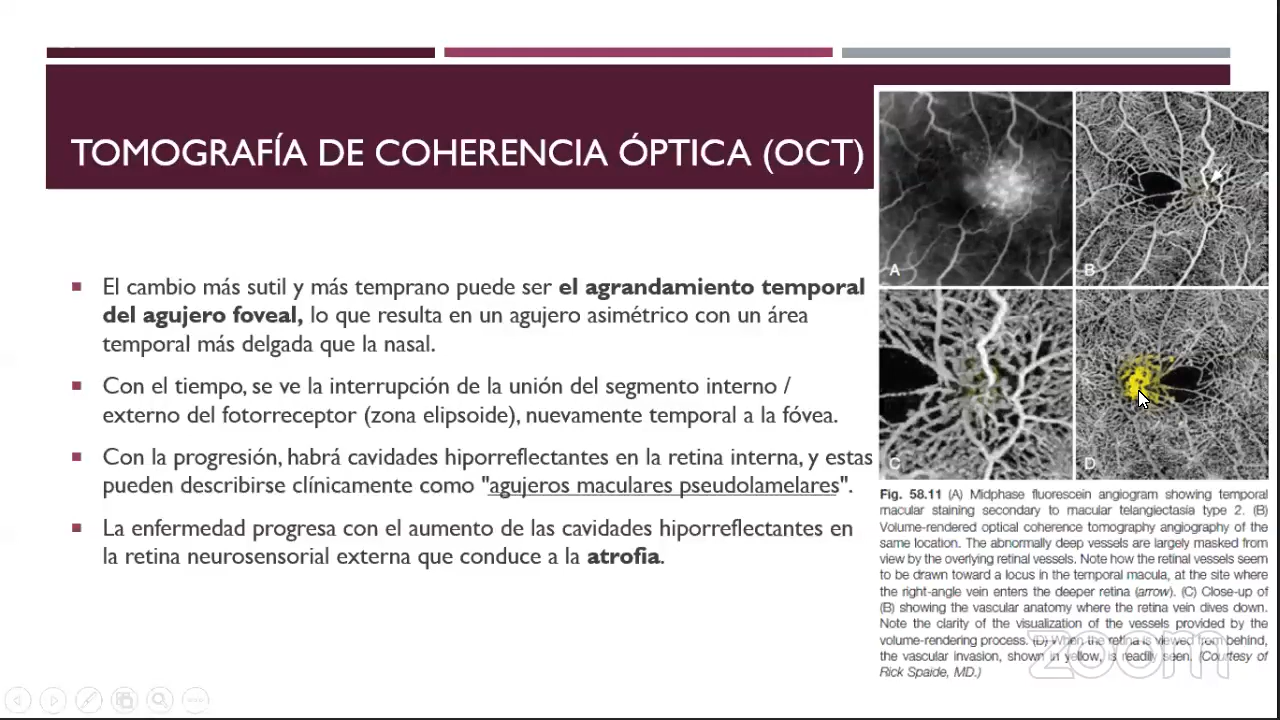 TOMOGRAFÍA DE COHERENCIA ÓPTICA (OCT)
El cambio más sutil y más temprano puede ser el agrandamiento temporal
del agujero foveal, lo que resulta en un agujero asimétrico con un área
temporal más delgada que la nasal.
Con el tiempo, se ve la interrupción de la unión del segmento interno /
externo del fotorreceptor (zona elipsoide), nuevamente temporal a la fóvea.
Con la progresión, habrá cavidades hiporreflectantes en la retina interna, y estas
pueden describirse clínicamente como "agujeros maculares pseudolamelares".
La enfermedad progresa con el aumento de las cavidades hiporreflectantes en
la retina neurosensorial externa que conduce a la atrofia.
A
B
C
D
Fig. 58.11 (A) Midphase fluorescein angiogram showing temporal
macular staining secondary to macular telangiectasia type 2. (B)
Volume-rendered optical coherence tomography angiography of the
same location. The abnormally deep vessels are largely masked from
view by the overlying retinal vessels. Note how the retinal vessels seem
to be drawn toward a locus in the temporal macula, at the site where
the right-angle vein enters the deeper retina (arrow). (C) Close-up of
(B) showing the vascular anatomy where the retina vein dives down.
Note the clarity of the visualization of the vessels provided by the
volume-rendering process. (D) When the retina is viewed from behind,
the vascular invasion, shown in yellow, is readily seen. (Courtesy of
Rick Spaide, MD.)
zoom